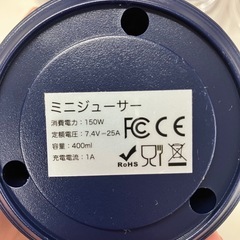 ミニジューサー
消費電力：150W
定額電圧：7.4V-25A
容量：400ml
充電電流：1A
FC CE
RoHS